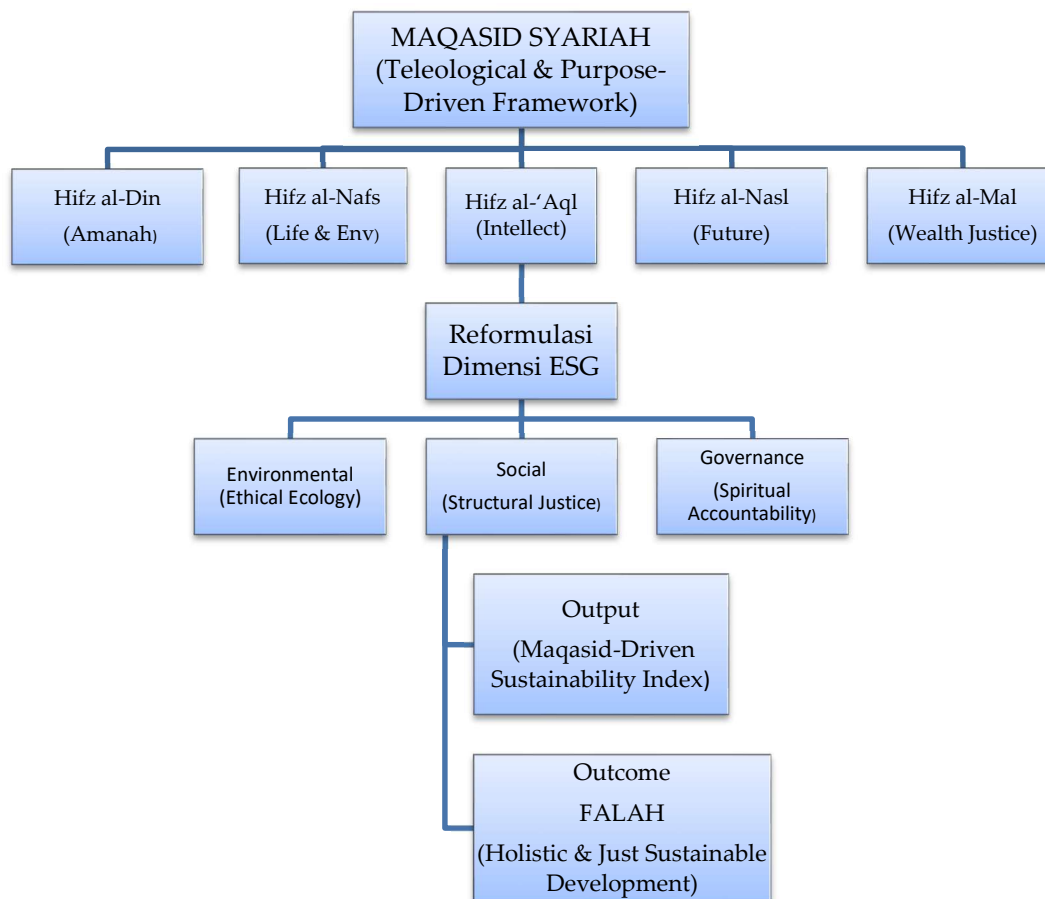 MAQASID SYARIAH
(Teleological & Purpose-
Driven Framework)
Hifz al-Din
(Amanah)
Hifz al-Nafs
(Life & Env)
Hifz al-‘Aql
(Intellect)
Hifz al-Nasl
(Future)
Hifz al-Mal
(Wealth Justice)
Reformulasi
Dimensi ESG
Environmental
(Ethical Ecology)
Social
(Structural Justice)
Governance
(Spiritual
Accountability)
Output
(Maqasid-Driven
Sustainability Index)
Outcome
FALAH
(Holistic & Just Sustainable
Development)